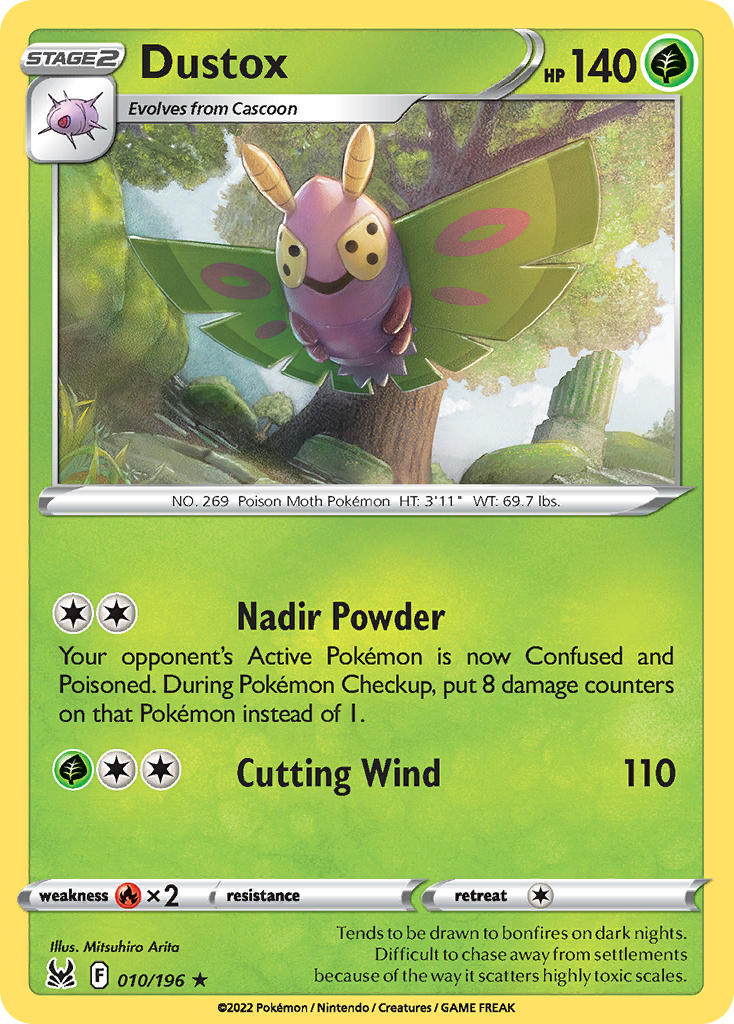 STAGE2
Dustox
HP 140
Evolves from Cascoon
NO. 269 Poison Moth Pokémon HT: 3'11" WT: 69.7 lbs.
Nadir Powder
Your opponent's Active Pokémon is now Confused and
Poisoned. During Pokémon Checkup, put 8 damage counters
on that Pokémon instead of 1.
Cutting Wind 110
weakness ×2 resistance retreat
Illus. Mitsuhiro Arita
F 010/196 ★
Tends to be drawn to bonfires on dark nights.
Difficult to chase away from settlements
because of the way it scatters highly toxic scales.
©2022 Pokémon / Nintendo / Creatures / GAME FREAK